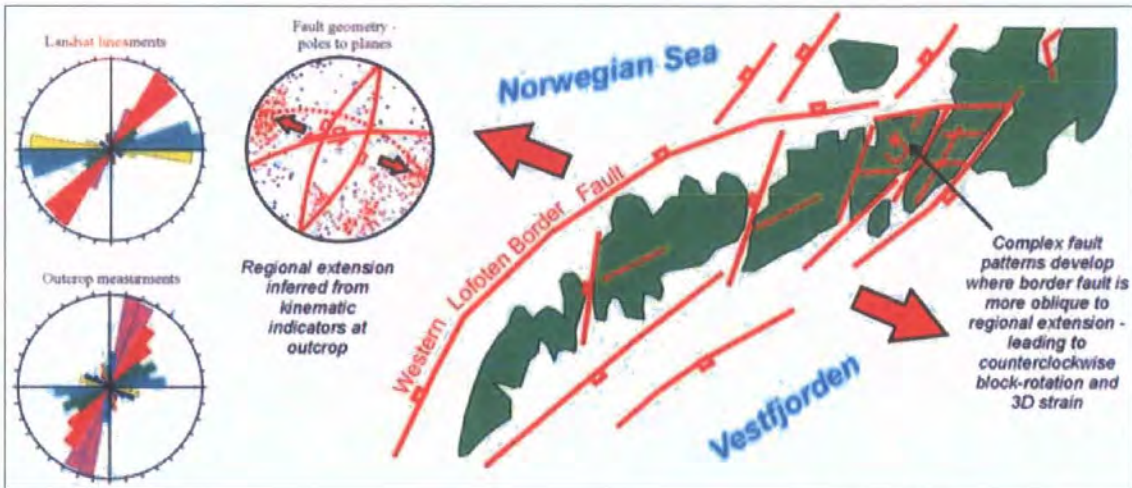 Landsat lineaments
Fault geometry -
poles to planes
Outcrop measurments
Regional extension
inferred from
kinematic
indicators at
outcrop
Norwegian Sea
Western Lofoten Border Fault
Vestfjorden
Complex fault
patterns develop
where border fault is
more oblique to
regional extension -
leading to
counterclockwise
block-rotation and
3D strain